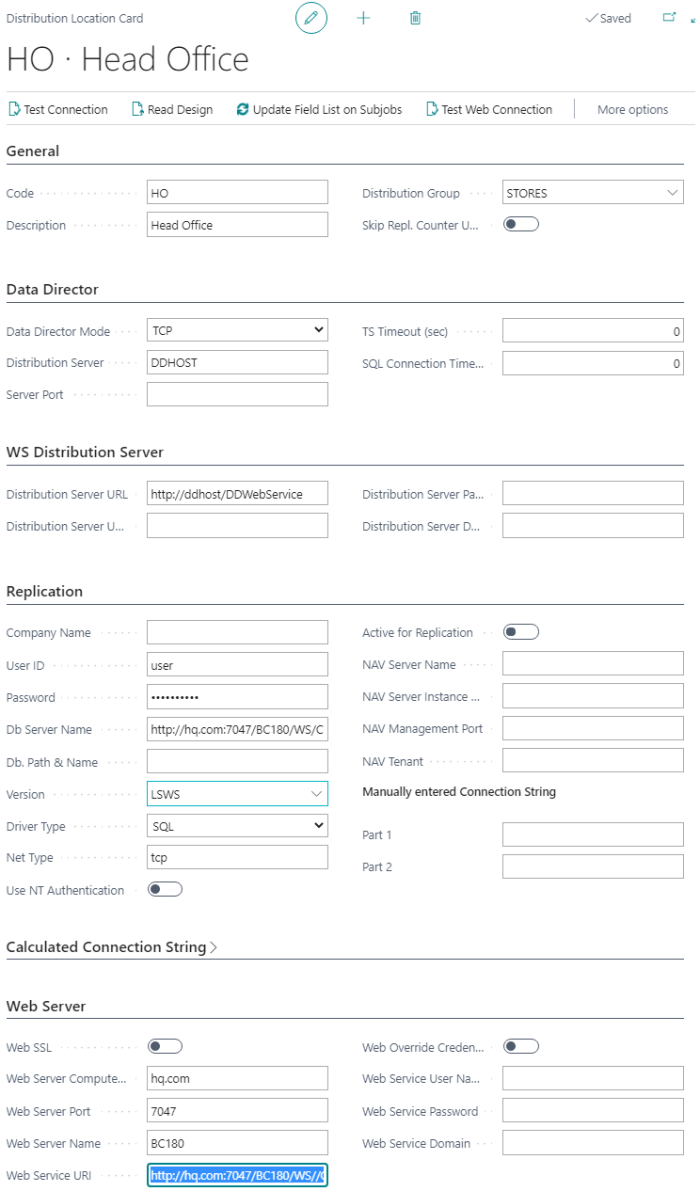 Distribution Location Card
Saved
HO · Head Office
Test Connection Read Design Update Field List on Subjobs Test Web Connection More options
General
Code HO Distribution Group STORES
Description Head Office Skip Repl. Counter U...
Data Director
Data Director Mode TCP TS Timeout (sec) 0
Distribution Server DDHOST SQL Connection Time... 0
Server Port
WS Distribution Server
Distribution Server URL http://ddhost/DDWebService Distribution Server Pa...
Distribution Server U... Distribution Server D...
Replication
Company Name Active for Replication
User ID user NAV Server Name
Password •••••••••• NAV Server Instance ...
Db Server Name http://hq.com:7047/BC180/WS/C NAV Management Port
Db. Path & Name NAV Tenant
Version LSWS Manually entered Connection String
Driver Type SQL Part 1
Net Type tcp Part 2
Use NT Authentication
Calculated Connection String
Web Server
Web SSL Web Override Creden...
Web Server Compute... hq.com Web Service User Na...
Web Server Port 7047 Web Service Password
Web Server Name BC180 Web Service Domain
Web Service URI http://hq.com:7047/BC180/WS//